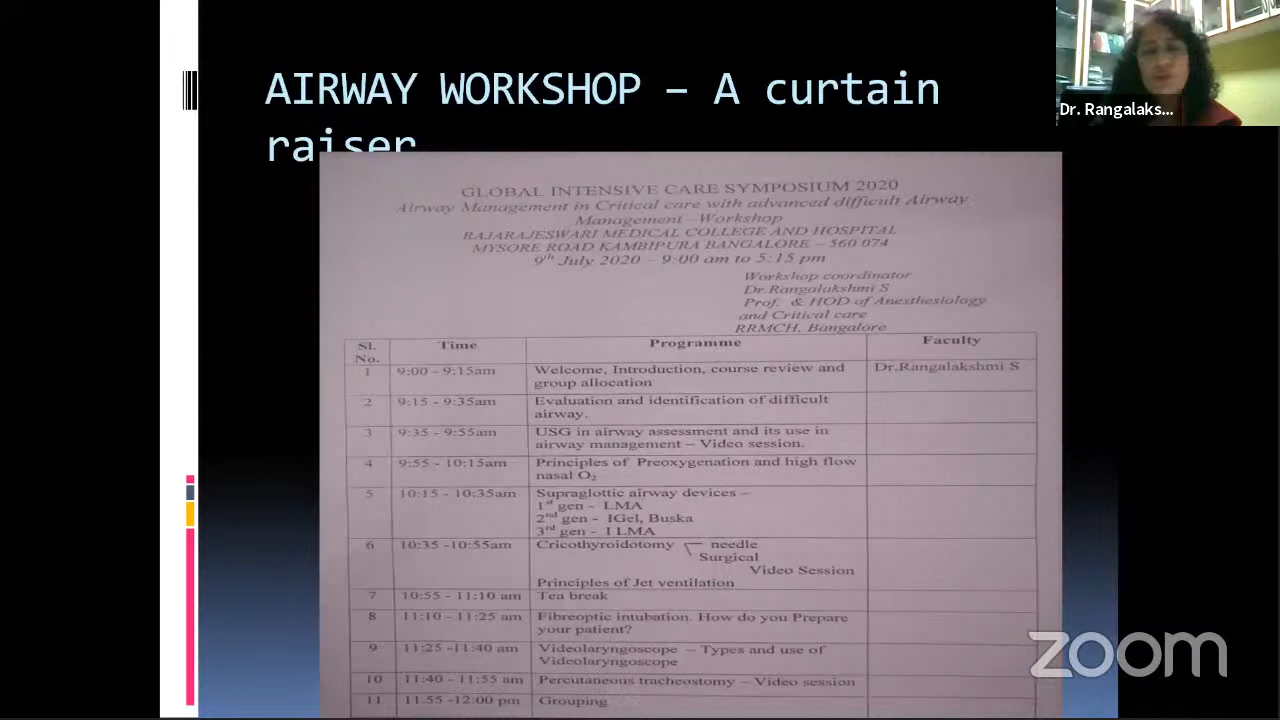 AIRWAY WORKSHOP – A curtain
raiser
Dr. Rangalaks...
GLOBAL INTENSIVE CARE SYMPOSIUM 2020
Airway Management in Critical care with advanced difficult Airway
Management –Workshop
RAJARAJESWARI MEDICAL COLLEGE AND HOSPITAL
MYSORE ROAD KAMBIPURA BANGALORE – 560 074
9th July 2020 – 9:00 am to 5:15 pm
Workshop coordinator
Dr.Rangalakshmi S
Prof. & HOD of Anesthesiology
and Critical care
RRMCH, Bangalore
Sl. No. Time Programme Faculty
1 9:00 - 9:15am Welcome, Introduction, course review and Dr.Rangalakshmi S
group allocation
2 9:15 - 9:35am Evaluation and identification of difficult
airway.
3 9:35 - 9:55am USG in airway assessment and its use in
airway management – Video session.
4 9:55 - 10:15am Principles of Preoxygenation and high flow
nasal O2
5 10:15 - 10:35am Supraglottic airway devices –
1st gen - LMA
2nd gen - IGel, Buska
3rd gen - I LMA
6 10:35 -10:55am Cricothyroidotomy needle
Surgical
Video Session
Principles of Jet ventilation
7 10:55 - 11:10 am Tea break
8 11:10 - 11:25 am Fibreoptic intubation. How do you Prepare
your patient?
9 11:25 -11:40 am Videolaryngoscope – Types and use of
Videolaryngoscope
10 11:40 - 11:55 am Percutaneous tracheostomy – Video session
11 11.55 -12:00 pm Grouping
zoom